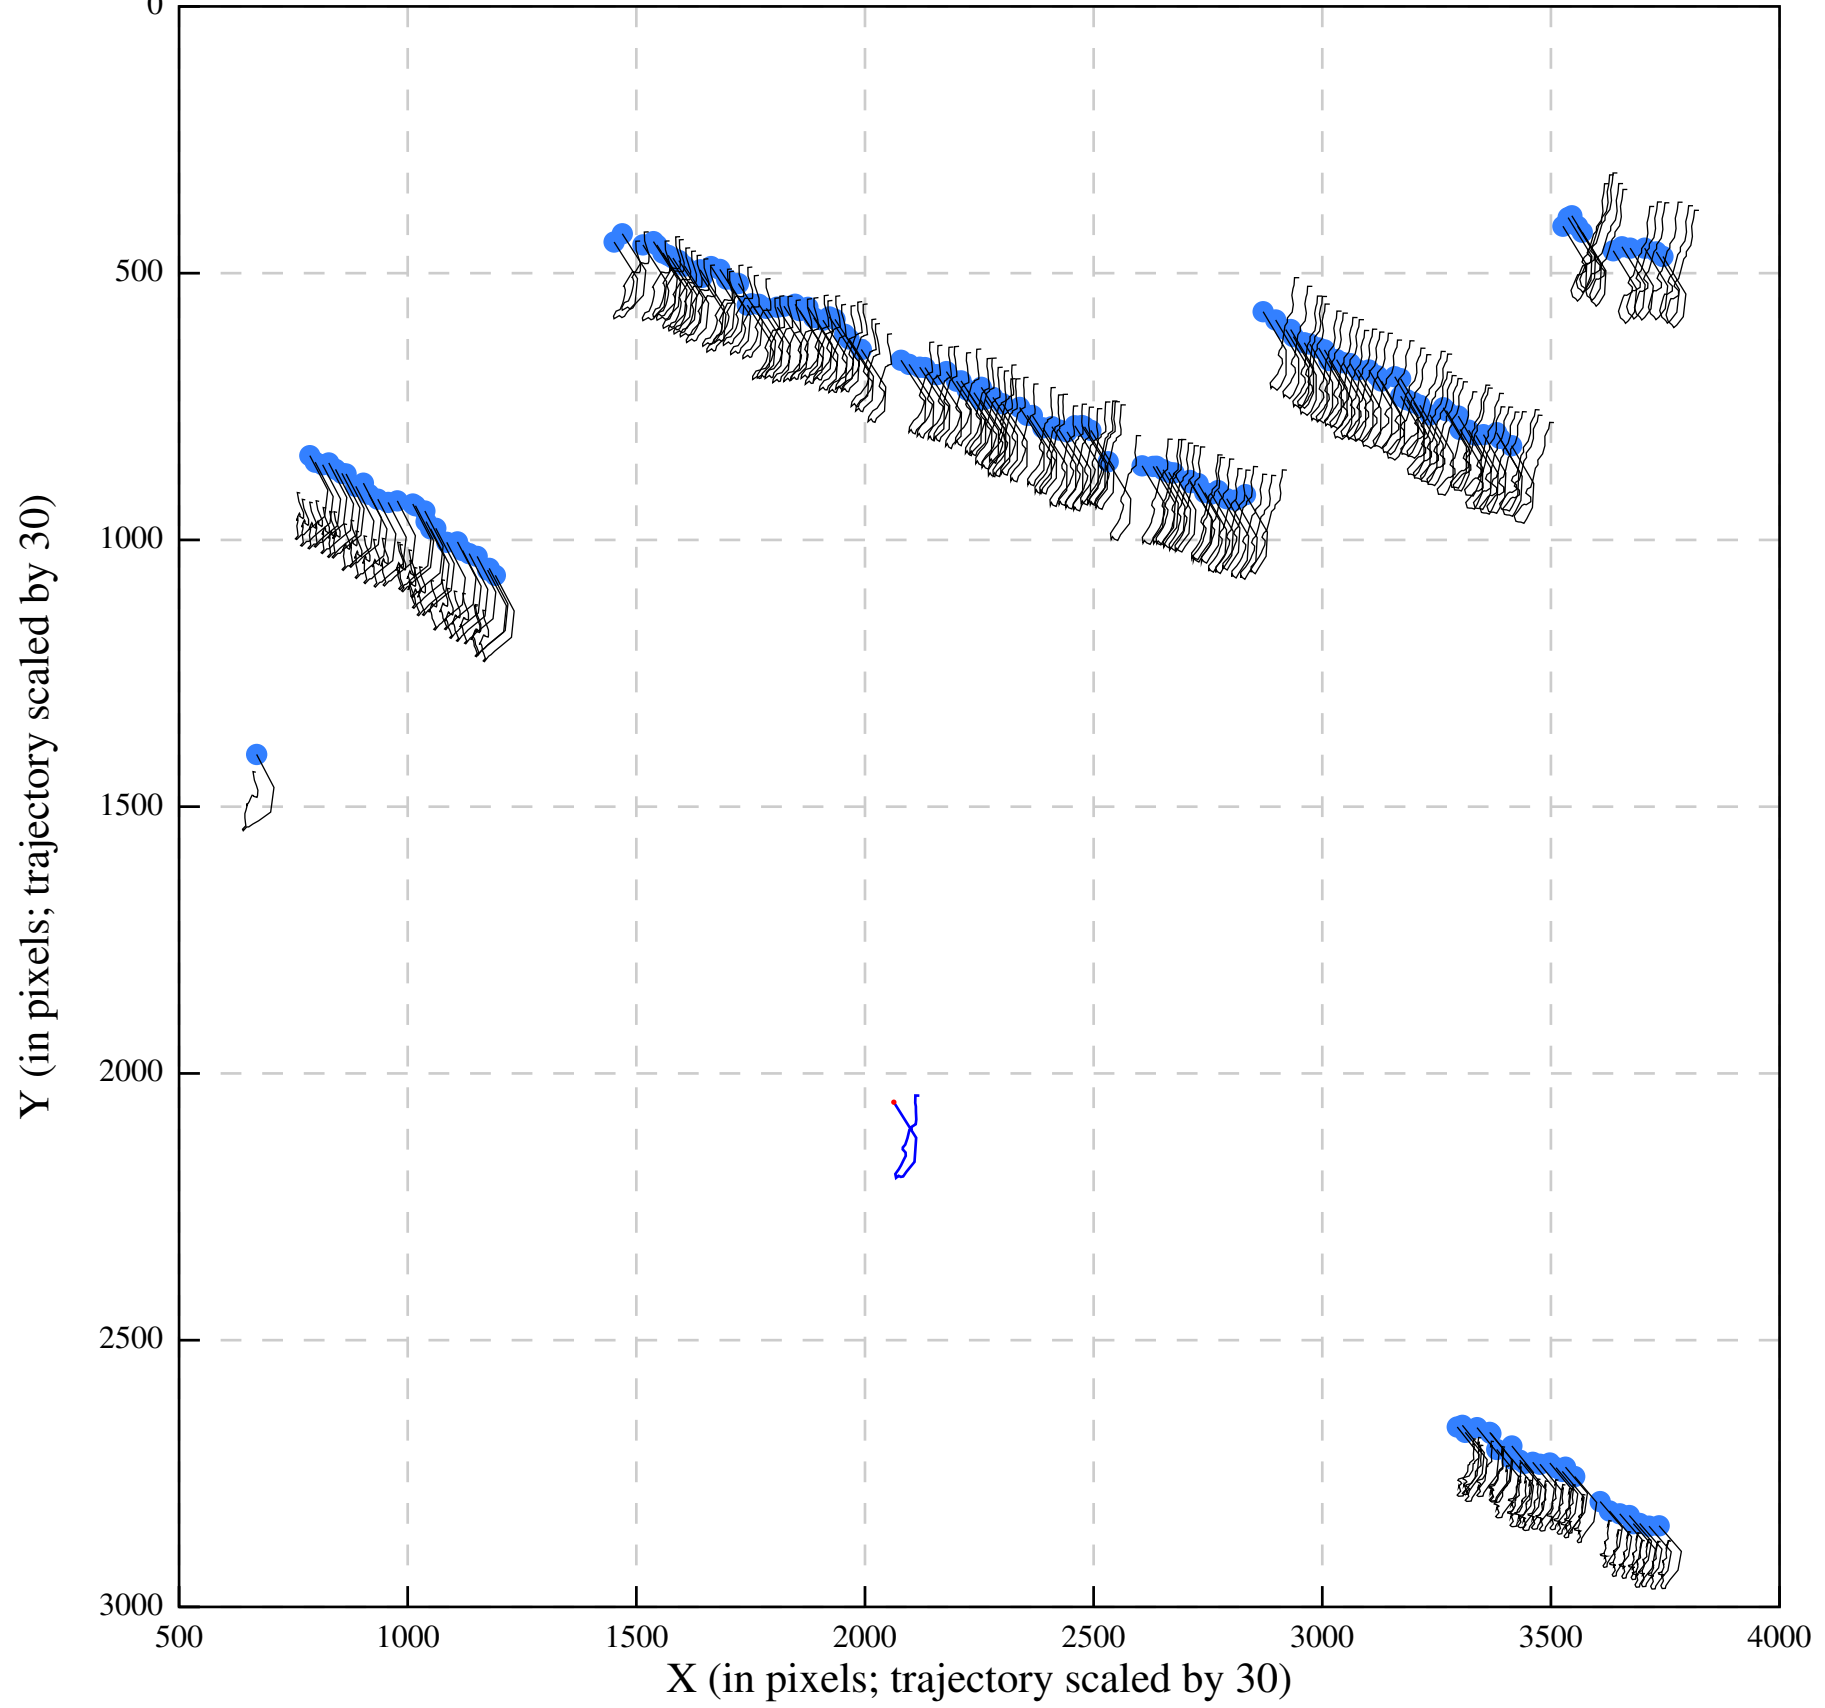 0
500
1000
1500
2000
2500
3000
500 1000 1500 2000 2500 3000 3500 4000
X (in pixels; trajectory scaled by 30)
Y (in pixels; trajectory scaled by 30)